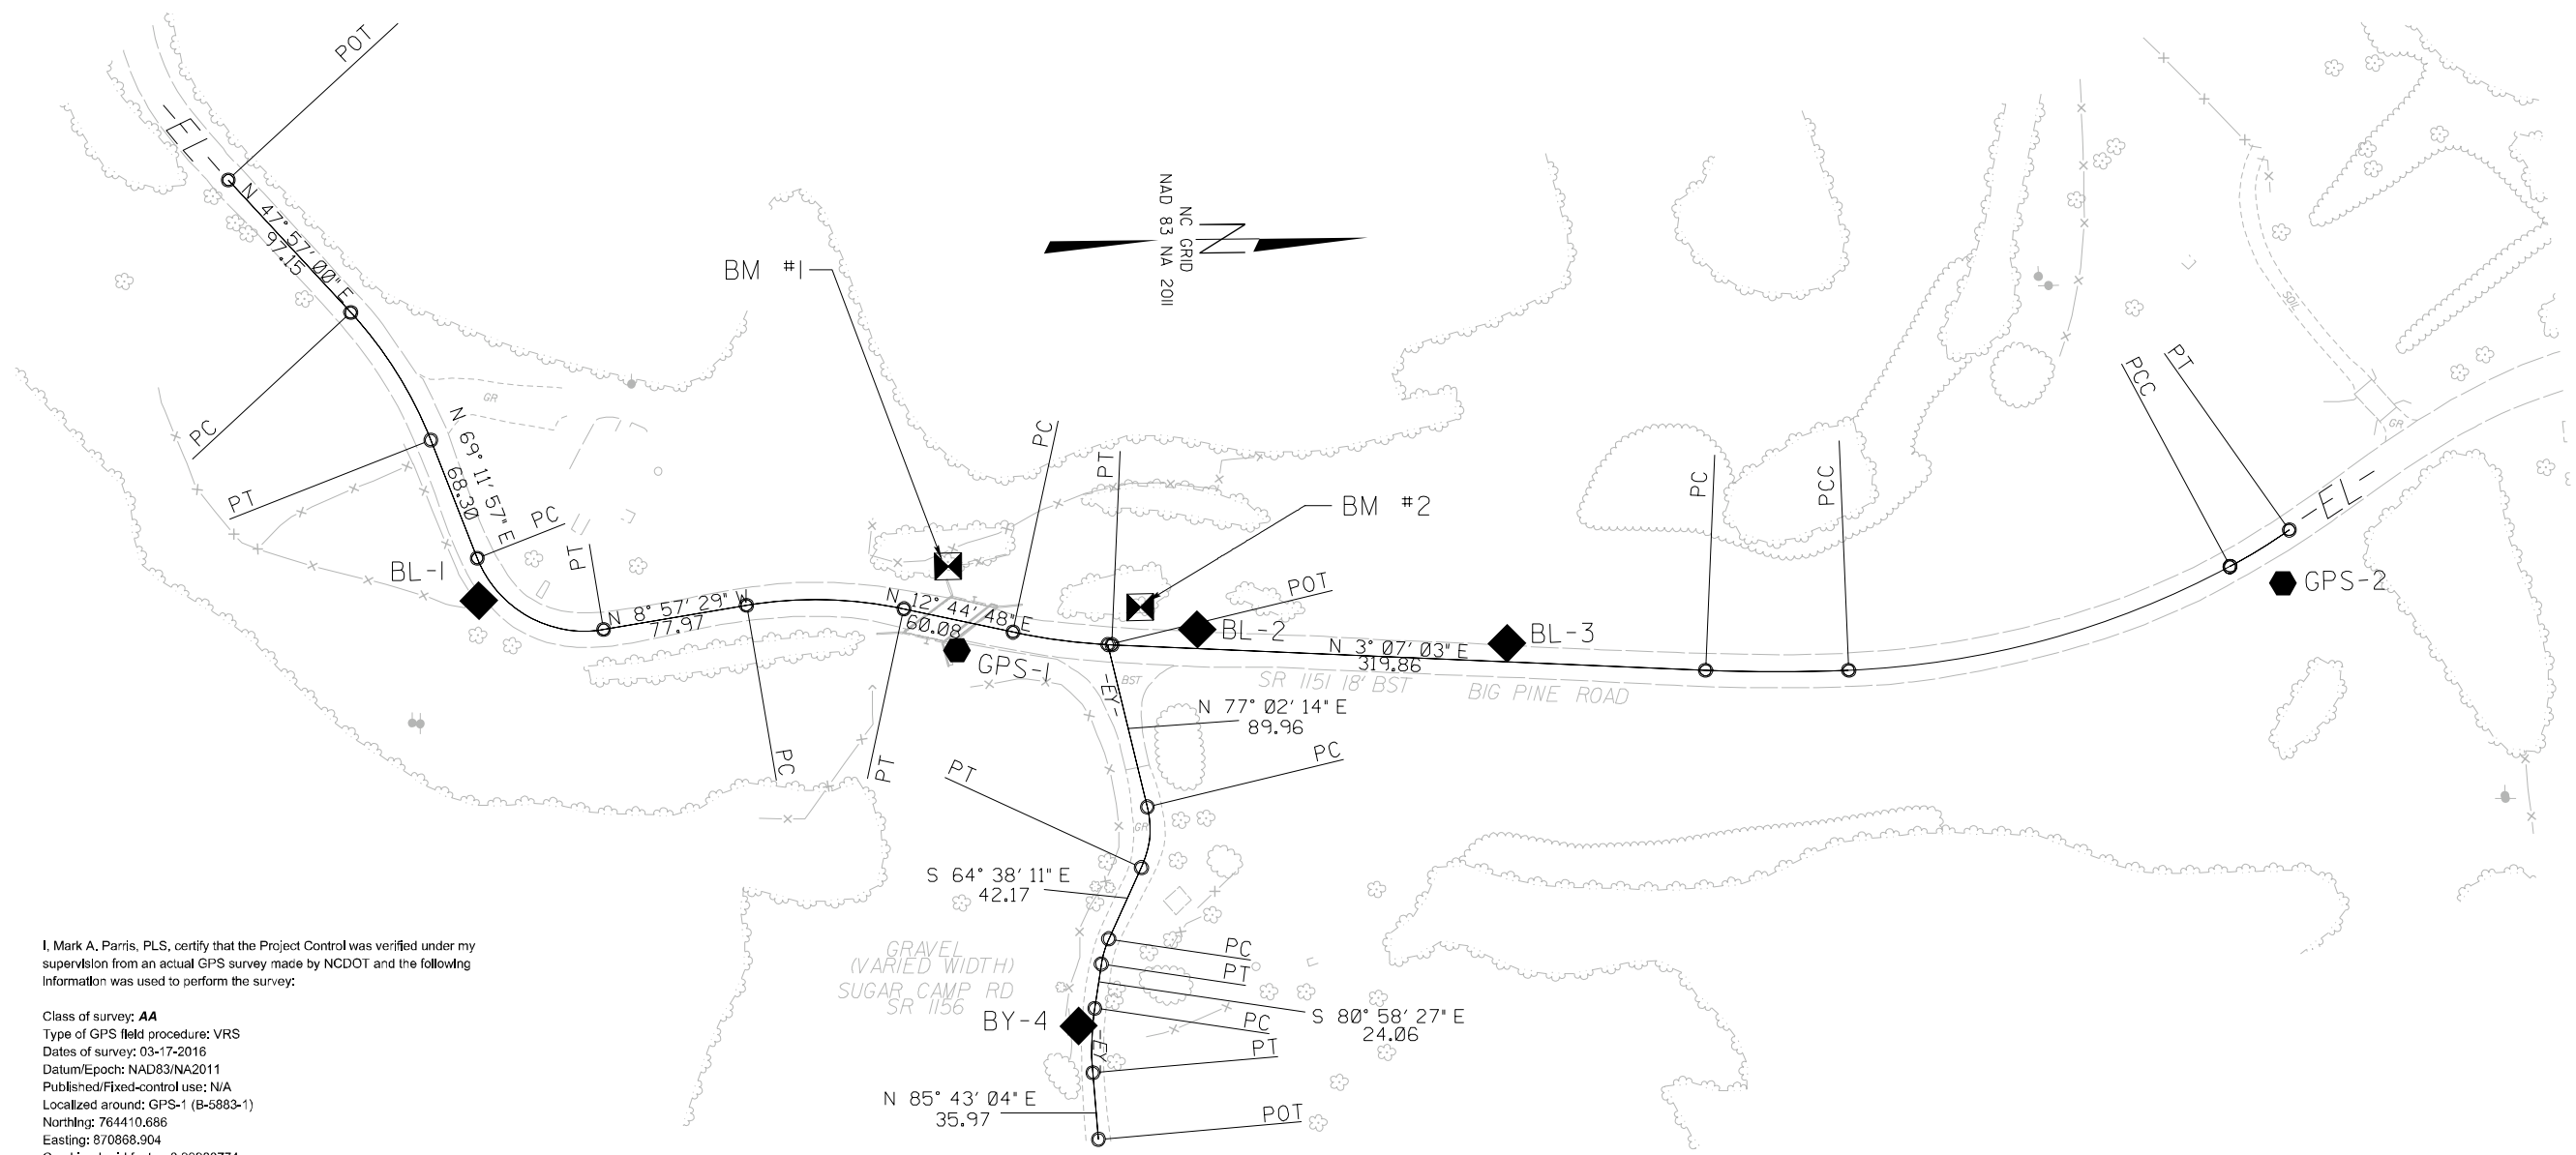 POT
-EL-
N 47° 57' 00" E
97.15
NC GRID
NAD 83 NA 2011
BM #1
PC
PT
GR
N 69° 11' 57" E
68.30
PC
PT
BL-1
N 8° 57' 29" W
77.97
PC
PT
N 12° 44' 48" E
60.08
PC
PT
GPS-1
BM #2
POT
BL-2
N 3° 07' 03" E
319.86
BL-3
PC
PCC
PCC
PT
-EL-
GPS-2
SOIL
GR
SR 1151 18' BST
BIG PINE ROAD
BST
-EY-
N 77° 02' 14" E
89.96
PC
PT
GR
S 64° 38' 11" E
42.17
PC
PT
GRAVEL
(VARIED WIDTH)
SUGAR CAMP RD
SR 1156
S 80° 58' 27" E
24.06
PC
BY-4
PT
-EY-
N 85° 43' 04" E
35.97
POT
I, Mark A. Parris, PLS, certify that the Project Control was verified under my
supervision from an actual GPS survey made by NCDOT and the following
information was used to perform the survey:
Class of survey: AA
Type of GPS field procedure: VRS
Dates of survey: 03-17-2016
Datum/Epoch: NAD83/NA2011
Published/Fixed-control use: N/A
Localized around: GPS-1 (B-5883-1)
Northing: 764410.686
Easting: 870868.904